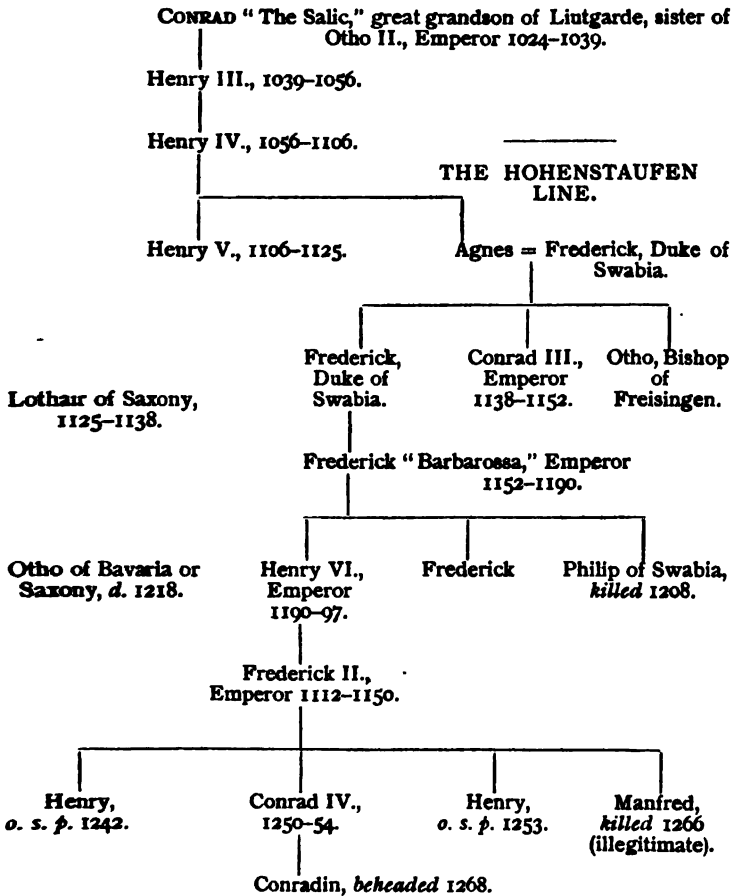 CONRAD “ The Salic,” great grandson of Liutgarde, sister of
Otho II., Emperor 1024–1039.
Henry III., 1039–1056.
Henry IV., 1056–1106.
THE HOHENSTAUFEN
LINE.
Henry V., 1106–1125.
Agnes = Frederick, Duke of
Swabia.
Frederick,
Duke of
Swabia.
Conrad III.,
Emperor
1138–1152.
Otho, Bishop
of
Freisingen.
Lothair of Saxony,
1125–1138.
Frederick “ Barbarossa,” Emperor
1152–1190.
Otho of Bavaria or
Saxony, d. 1218.
Henry VI.,
Emperor
1190–97.
Frederick
Philip of Swabia,
killed 1208.
Frederick II.,
Emperor 1112–1150.
Henry,
o. s. p. 1242.
Conrad IV.,
1250–54.
Henry,
o. s. p. 1253.
Manfred,
killed 1266
(illegitimate).
Conradin, beheaded 1268.